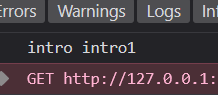 Errors Warnings Logs
intro intro1
GET http://127.0.0.1: